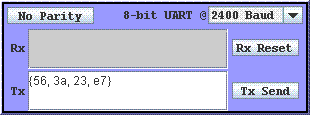 No Parity 8-bit UART @ 2400 Baud
Rx Rx Reset
{56, 3a, 23, e7}
Tx Tx Send